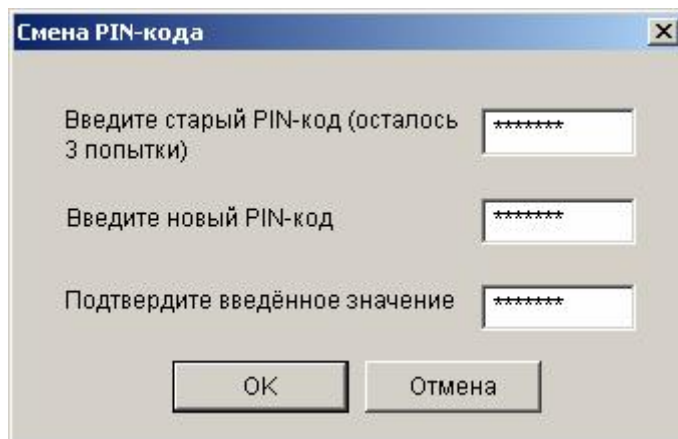 Смена PIN-кода
Введите старый PIN-код (осталось
3 попытки)
*******
Введите новый PIN-код
*******
Подтвердите введённое значение
*******
OK
Отмена